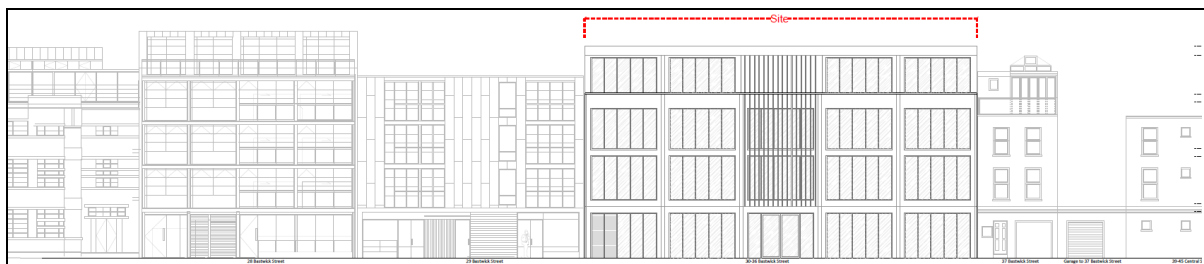 Site
28 Bastwick Street
29 Bastwick Street
30-36 Bastwick Street
37 Bastwick Street
Garage to 37 Bastwick Street
39-45 Central